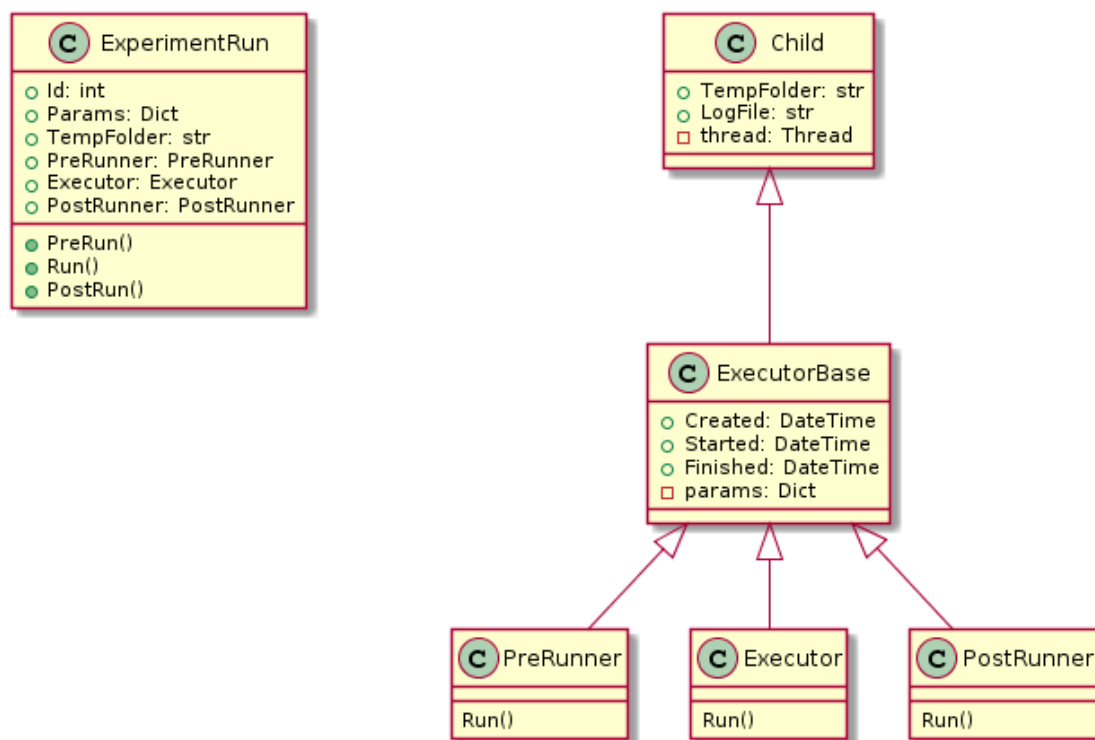 C ExperimentRun
Id: int
Params: Dict
TempFolder: str
PreRunner: PreRunner
Executor: Executor
PostRunner: PostRunner
PreRun()
Run()
PostRun()
C Child
TempFolder: str
LogFile: str
thread: Thread
C ExecutorBase
Created: DateTime
Started: DateTime
Finished: DateTime
params: Dict
C PreRunner
Run()
C Executor
Run()
C PostRunner
Run()